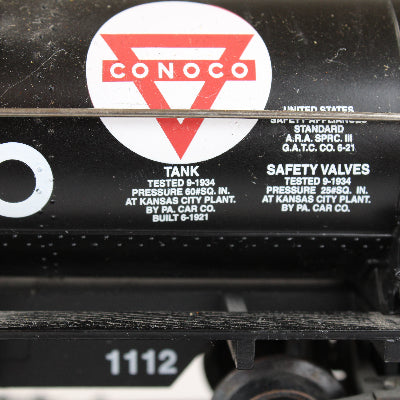 CONOCO
UNITED STATES
SAFETY APPLIANCES
STANDARD
A.R.A. SPRC. III
G.A.T.C. CO. 6-21
TANK
TESTED 9-1934
PRESSURE 60#SQ. IN.
AT KANSAS CITY PLANT.
BY PA. CAR CO.
BUILT 6-1921
SAFETY VALVES
TESTED 9-1934
PRESSURE 25#SQ. IN.
AT KANSAS CITY PLANT.
BY PA. CAR CO.
1112